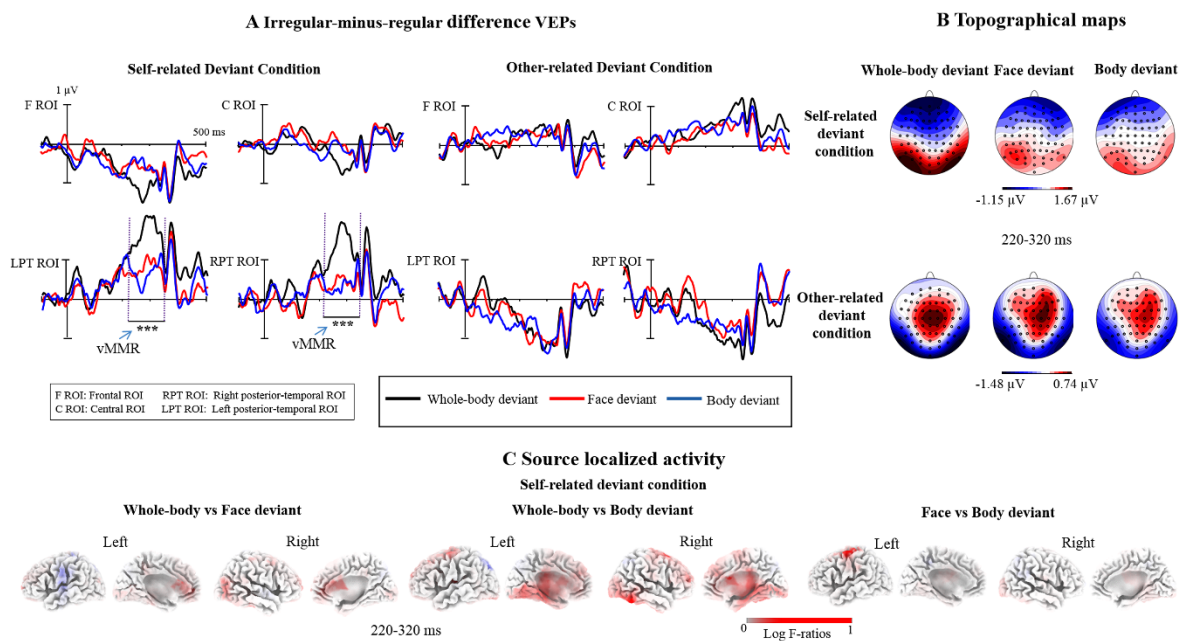 A Irregular-minus-regular difference VEPs
Self-related Deviant Condition
Other-related Deviant Condition
1 µV
F ROI
500 ms
C ROI
F ROI
C ROI
LPT ROI
***
vMMR
RPT ROI
***
vMMR
LPT ROI
RPT ROI
F ROI: Frontal ROI RPT ROI: Right posterior-temporal ROI
C ROI: Central ROI LPT ROI: Left posterior-temporal ROI
Whole-body deviant Face deviant Body deviant
B Topographical maps
Whole-body deviant Face deviant Body deviant
Self-related
deviant
condition
-1.15 µV 1.67 µV
220-320 ms
Other-related
deviant
condition
-1.48 µV 0.74 µV
C Source localized activity
Self-related deviant condition
Whole-body vs Face deviant Whole-body vs Body deviant Face vs Body deviant
Left Right Left Right Left Right
220-320 ms
0 1
Log F-ratios